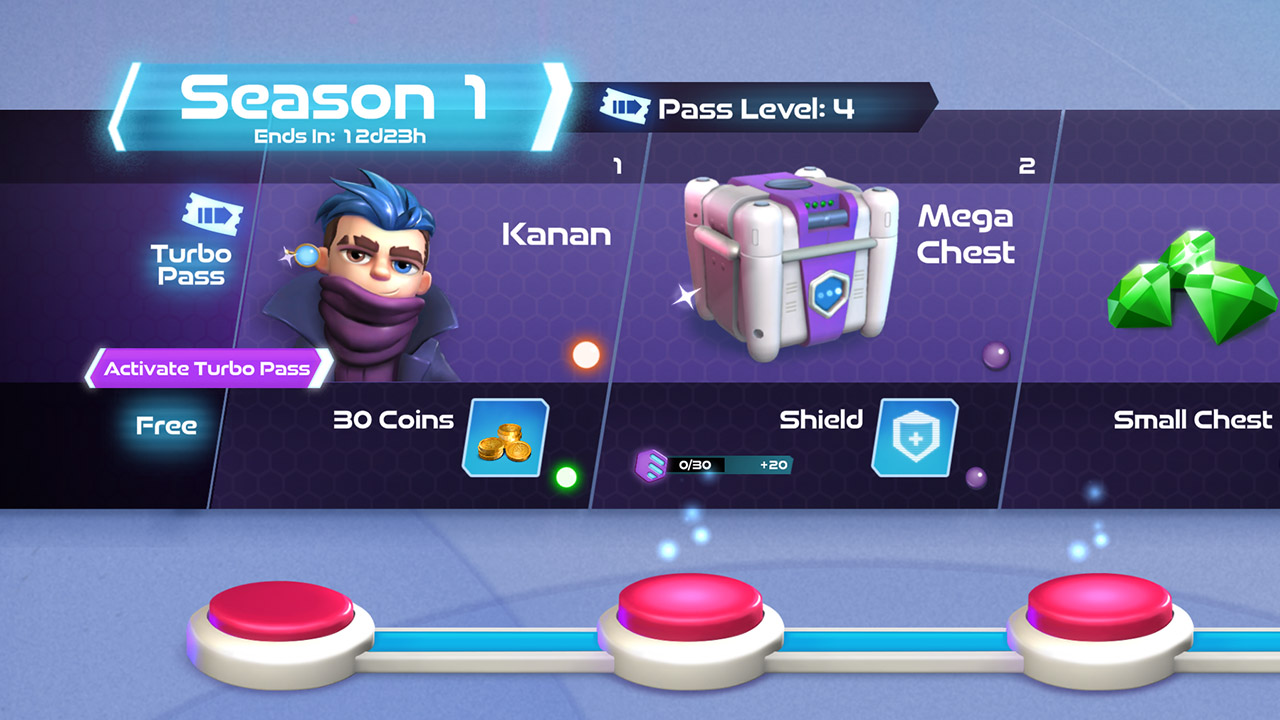 Season 1
Ends In: 12d23h
Pass Level: 4
1
2
Turbo
Pass
Kanan
Mega
Chest
Activate Turbo Pass
Free
30 Coins
Shield
0/30
+20
Small Chest